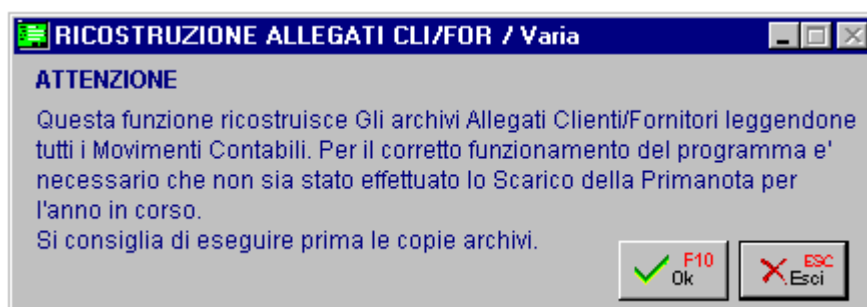 RICOSTRUZIONE ALLEGATI CLI/FOR / Varia
ATTENZIONE
Questa funzione ricostruisce Gli archivi Allegati Clienti/Fornitori leggendone
tutti i Movimenti Contabili. Per il corretto funzionamento del programma e'
necessario che non sia stato effettuato lo Scarico della Primanota per
l'anno in corso.
Si consiglia di eseguire prima le copie archivi.
F10
Ok
ESC
Esci